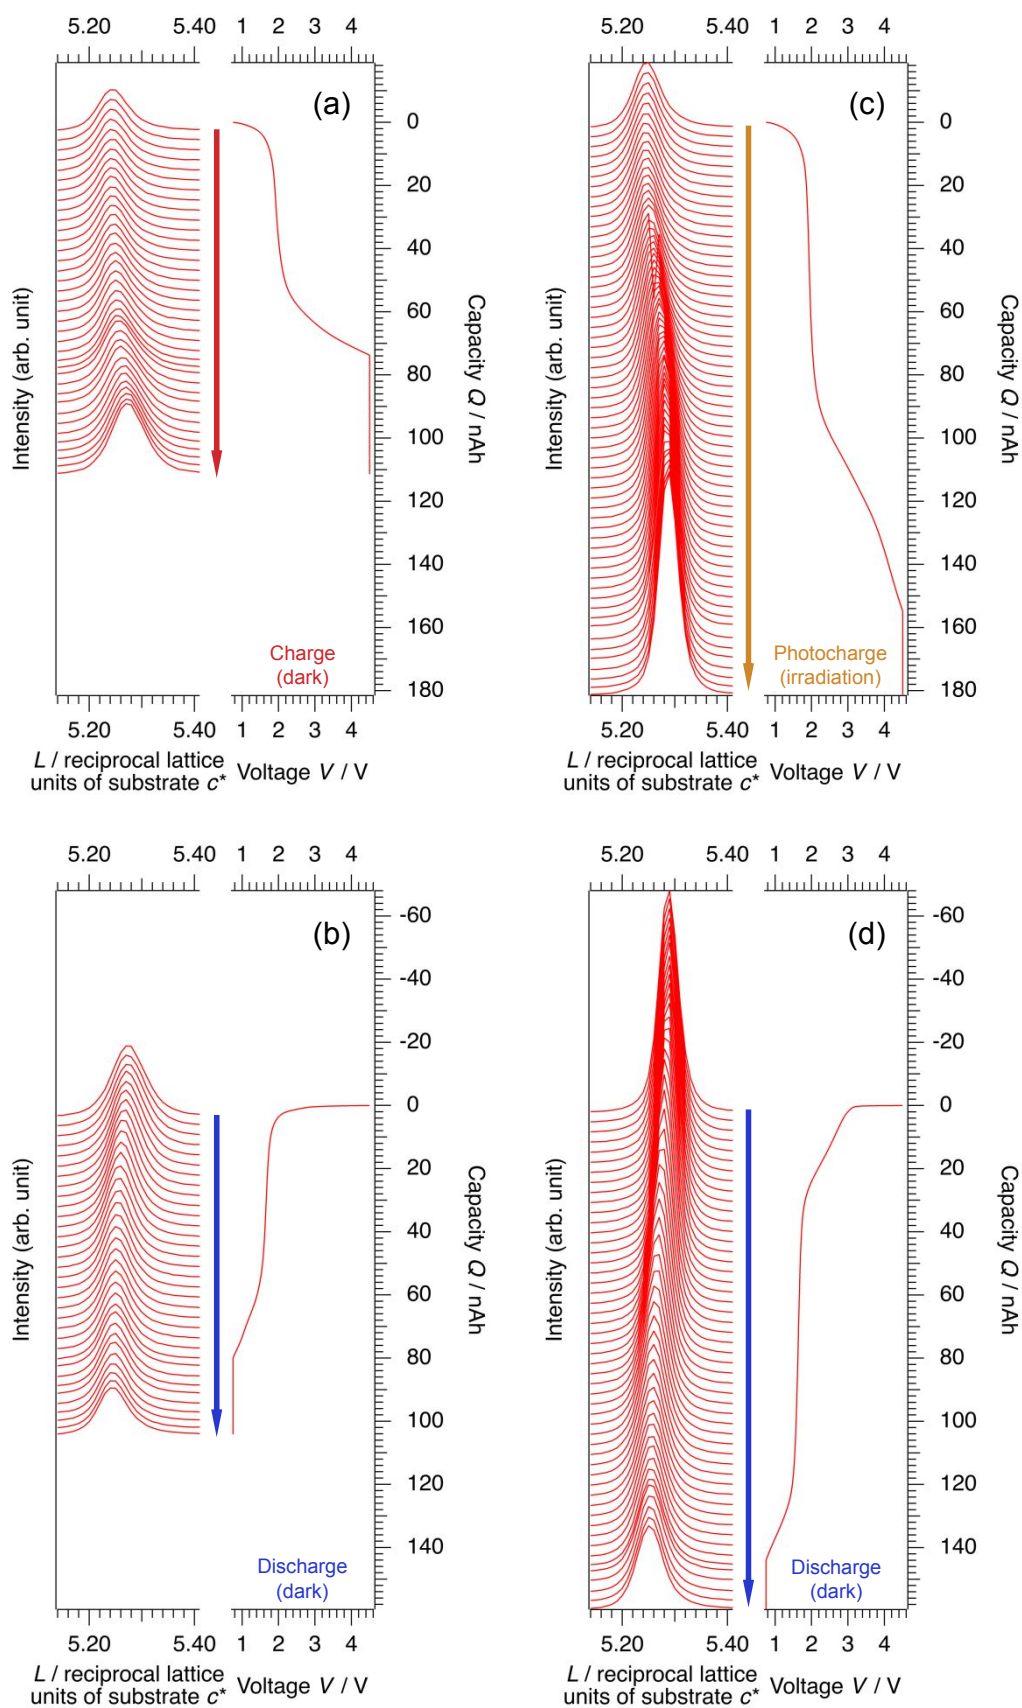 5.20 5.40 1 2 3 4
(a)
0
20
40
60
80
100
120
140
160
180
Intensity (arb. unit)
Capacity Q / nAh
Charge
(dark)
5.20 5.40 1 2 3 4
L / reciprocal lattice
units of substrate c*
Voltage V / V
5.20 5.40 1 2 3 4
(c)
0
20
40
60
80
100
120
140
160
180
Intensity (arb. unit)
Capacity Q / nAh
Photocharge
(irradiation)
5.20 5.40 1 2 3 4
L / reciprocal lattice
units of substrate c*
Voltage V / V
5.20 5.40 1 2 3 4
(b)
-60
-40
-20
0
20
40
60
80
100
120
140
Intensity (arb. unit)
Capacity Q / nAh
Discharge
(dark)
5.20 5.40 1 2 3 4
L / reciprocal lattice
units of substrate c*
Voltage V / V
5.20 5.40 1 2 3 4
(d)
-60
-40
-20
0
20
40
60
80
100
120
140
Intensity (arb. unit)
Capacity Q / nAh
Discharge
(dark)
5.20 5.40 1 2 3 4
L / reciprocal lattice
units of substrate c*
Voltage V / V